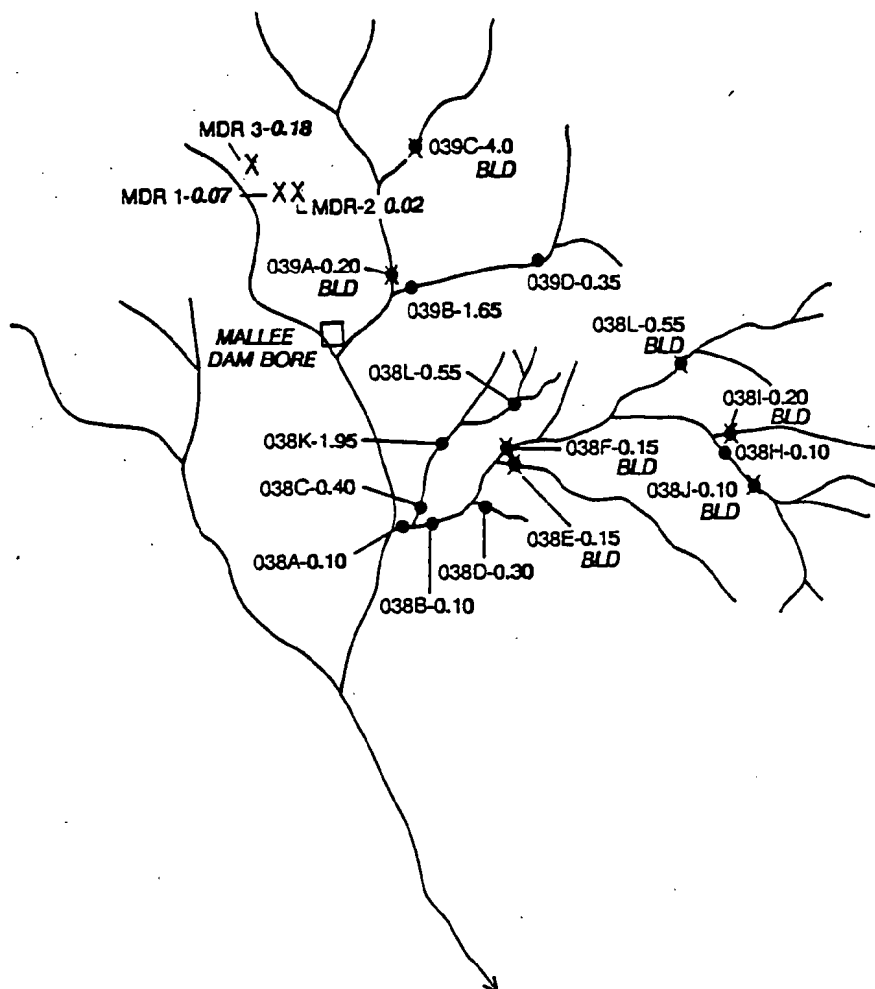 MDR 3-0.18
039C-4.0
BLD
MDR 1-0.07
MDR-2 0.02
039A-0.20
BLD
039D-0.35
039B-1.65
MALLEE
DAM BORE
038L-0.55
BLD
038L-0.55
038I-0.20
BLD
038K-1.95
038F-0.15
BLD
038H-0.10
038J-0.10
BLD
038C-0.40
038E-0.15
BLD
038A-0.10
038D-0.30
038B-0.10